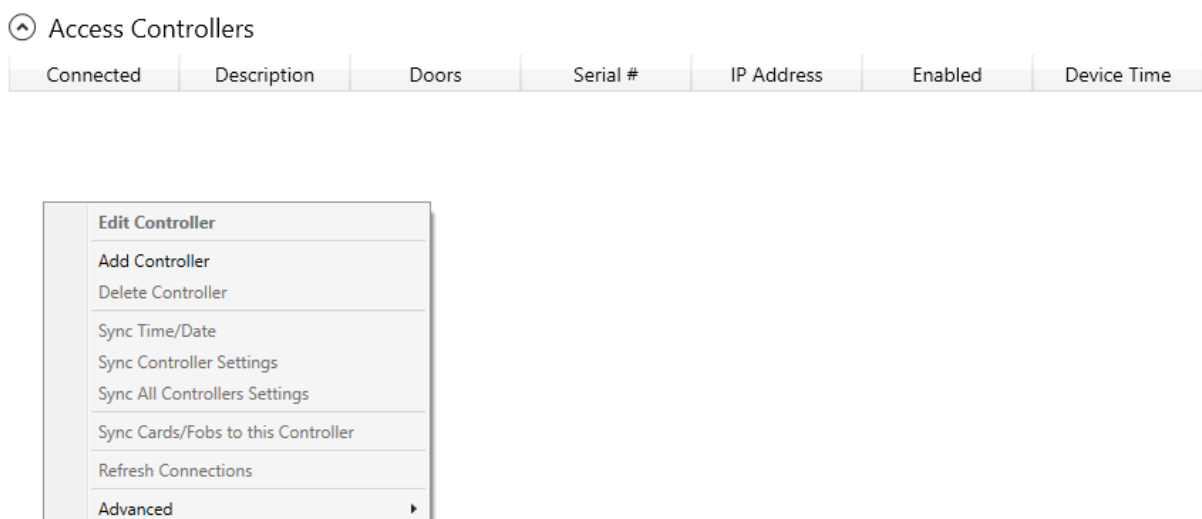 Access Controllers
Connected Description Doors Serial # IP Address Enabled Device Time
Edit Controller
Add Controller
Delete Controller
Sync Time/Date
Sync Controller Settings
Sync All Controllers Settings
Sync Cards/Fobs to this Controller
Refresh Connections
Advanced